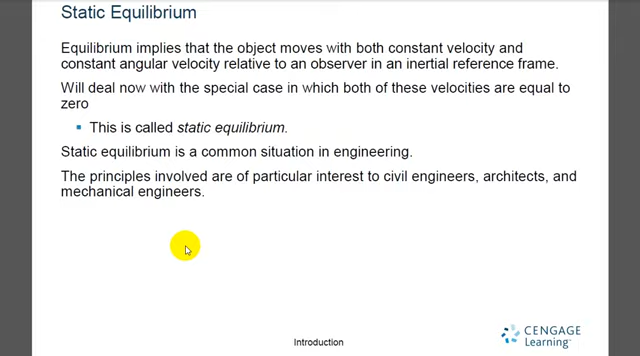 Static Equilibrium
Equilibrium implies that the object moves with both constant velocity and
constant angular velocity relative to an observer in an inertial reference frame.
Will deal now with the special case in which both of these velocities are equal to
zero
▪ This is called static equilibrium.
Static equilibrium is a common situation in engineering.
The principles involved are of particular interest to civil engineers, architects, and
mechanical engineers.
Introduction
CENGAGE
Learning™